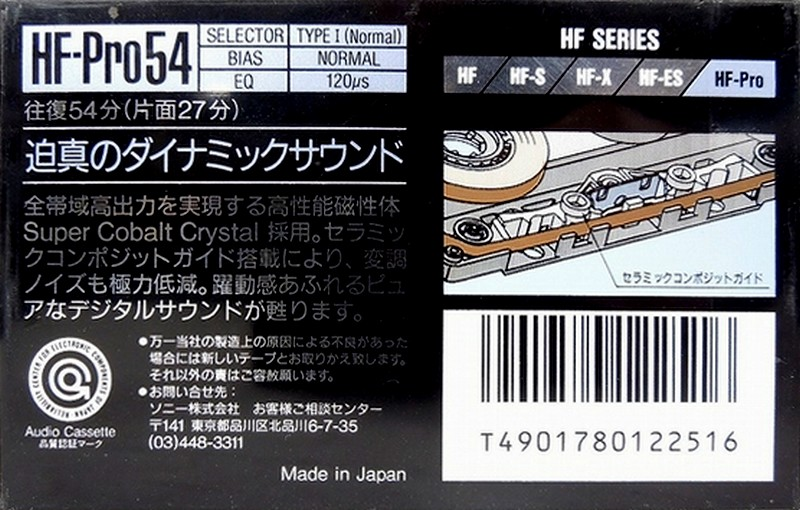 HF-Pro54
SELECTOR TYPE I (Normal)
BIAS NORMAL
EQ 120μs
往復54分(片面27分)
迫真のダイナミックサウンド
全帯域高出力を実現する高性能磁性体
Super Cobalt Crystal 採用。セラミッ
クコンポジットガイド搭載により、変調
ノイズも極力低減。躍動感あふれるピュ
アなデジタルサウンドが甦ります。
RELIABILITY CENTER FOR ELECTRONIC COMPONENTS OF JAPAN
Audio Cassette
品質認証マーク
●万一当社の製造上の原因による不良があった
場合には新しいテープとお取りかえ致します。
それ以外の責はご容赦願います。
●お問い合せ先:
ソニー株式会社 お客様ご相談センター
〒141 東京都品川区北品川6-7-35
(03)448-3311
Made in Japan
HF SERIES
HF HF-S HF-X HF-ES HF-Pro
セラミックコンポジットガイド
T4901780122516